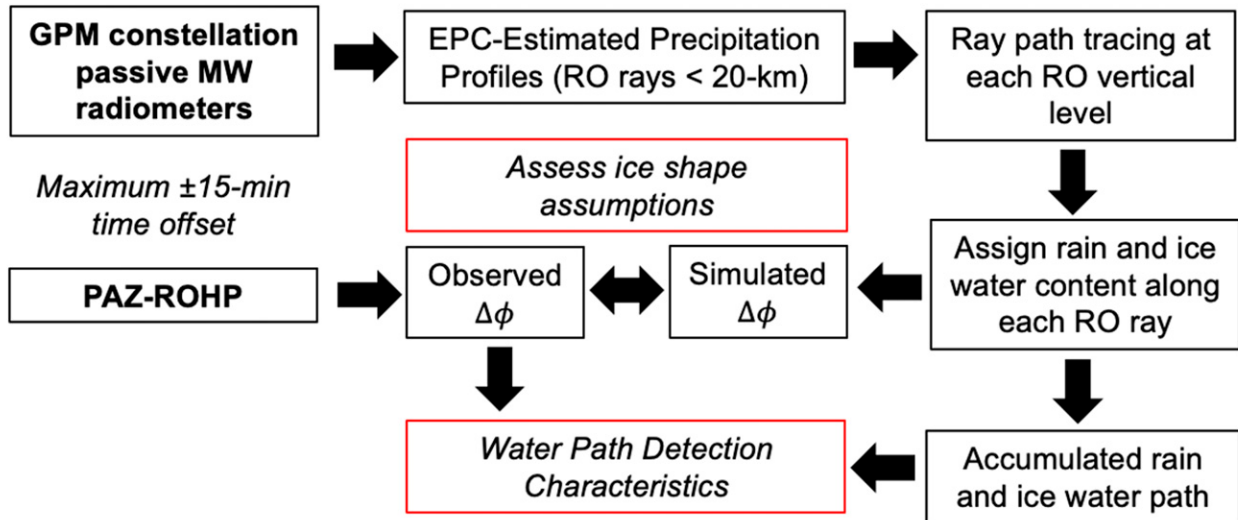 GPM constellation
passive MW
radiometers
EPC-Estimated Precipitation
Profiles (RO rays < 20-km)
Ray path tracing at
each RO vertical
level
Maximum ±15-min
time offset
Assess ice shape
assumptions
PAZ-ROHP
Observed
Δϕ
Simulated
Δϕ
Assign rain and ice
water content along
each RO ray
Water Path Detection
Characteristics
Accumulated rain
and ice water path